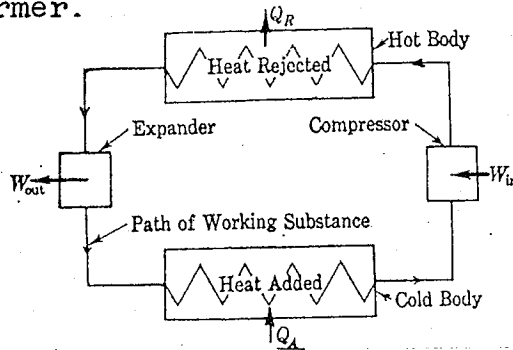 rmer.
Q_R
Hot Body
Heat Rejected
Expander
Compressor
W_out
W_in
Path of Working Substance
Heat Added
Cold Body
Q_A